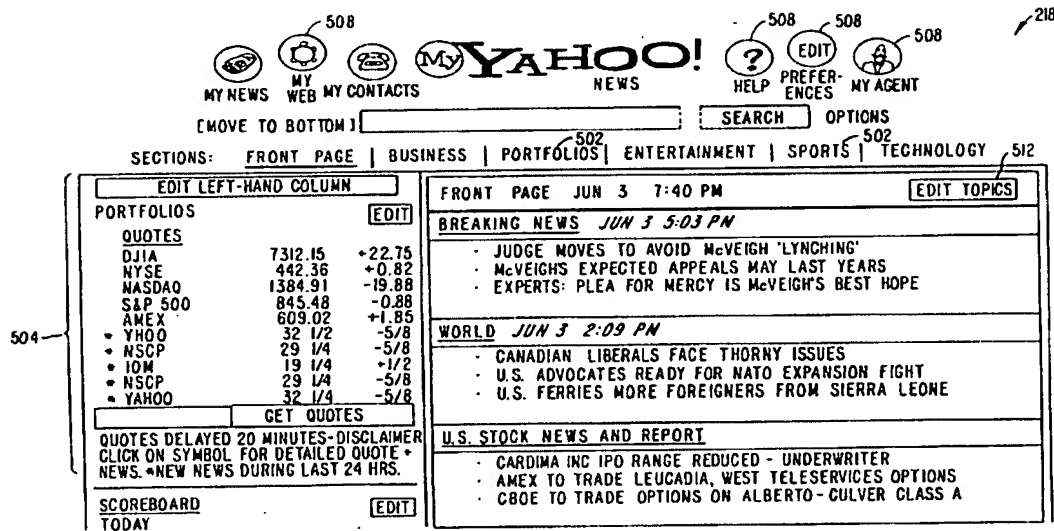 508 508 508 218
508
My YAHOO!
NEWS
? EDIT
MY NEWS MY WEB MY CONTACTS HELP PREFER-ENCES MY AGENT
[MOVE TO BOTTOM] SEARCH OPTIONS
502 502
SECTIONS: FRONT PAGE | BUSINESS | PORTFOLIOS | ENTERTAINMENT | SPORTS | TECHNOLOGY
512
504
EDIT LEFT-HAND COLUMN
PORTFOLIOS EDIT
QUOTES
DJIA 7312.15 +22.75
NYSE 442.36 +0.82
NASDAQ 1384.91 -19.88
S&P 500 845.48 -0.88
AMEX 609.02 +1.85
* YHOO 32 1/2 -5/8
* NSCP 29 1/4 -5/8
* IOM 19 1/4 +1/2
* NSCP 29 1/4 -5/8
* YAHOO 32 1/4 -5/8
GET QUOTES
QUOTES DELAYED 20 MINUTES-DISCLAIMER
CLICK ON SYMBOL FOR DETAILED QUOTE +
NEWS. *NEW NEWS DURING LAST 24 HRS.
SCOREBOARD EDIT
TODAY
FRONT PAGE JUN 3 7:40 PM EDIT TOPICS
BREAKING NEWS JUN 3 5:03 PM
· JUDGE MOVES TO AVOID McVEIGH 'LYNCHING'
· McVEIGH'S EXPECTED APPEALS MAY LAST YEARS
· EXPERTS: PLEA FOR MERCY IS McVEIGH'S BEST HOPE
WORLD JUN 3 2:09 PM
· CANADIAN LIBERALS FACE THORNY ISSUES
· U.S. ADVOCATES READY FOR NATO EXPANSION FIGHT
· U.S. FERRIES MORE FOREIGNERS FROM SIERRA LEONE
U.S. STOCK NEWS AND REPORT
· CARDIMA INC IPO RANGE REDUCED - UNDERWRITER
· AMEX TO TRADE LEUCADIA, WEST TELESERVICES OPTIONS
· CBOE TO TRADE OPTIONS ON ALBERTO-CULVER CLASS A